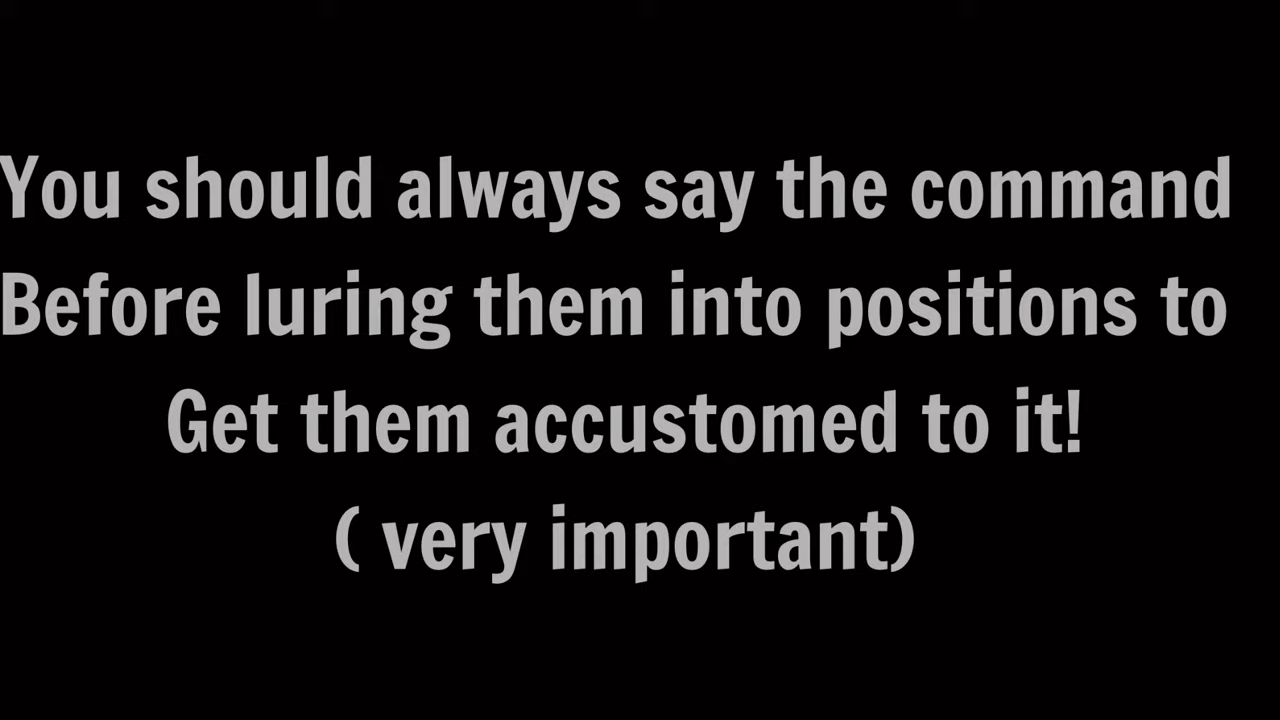 You should always say the command
Before luring them into positions to
Get them accustomed to it!
( very important)